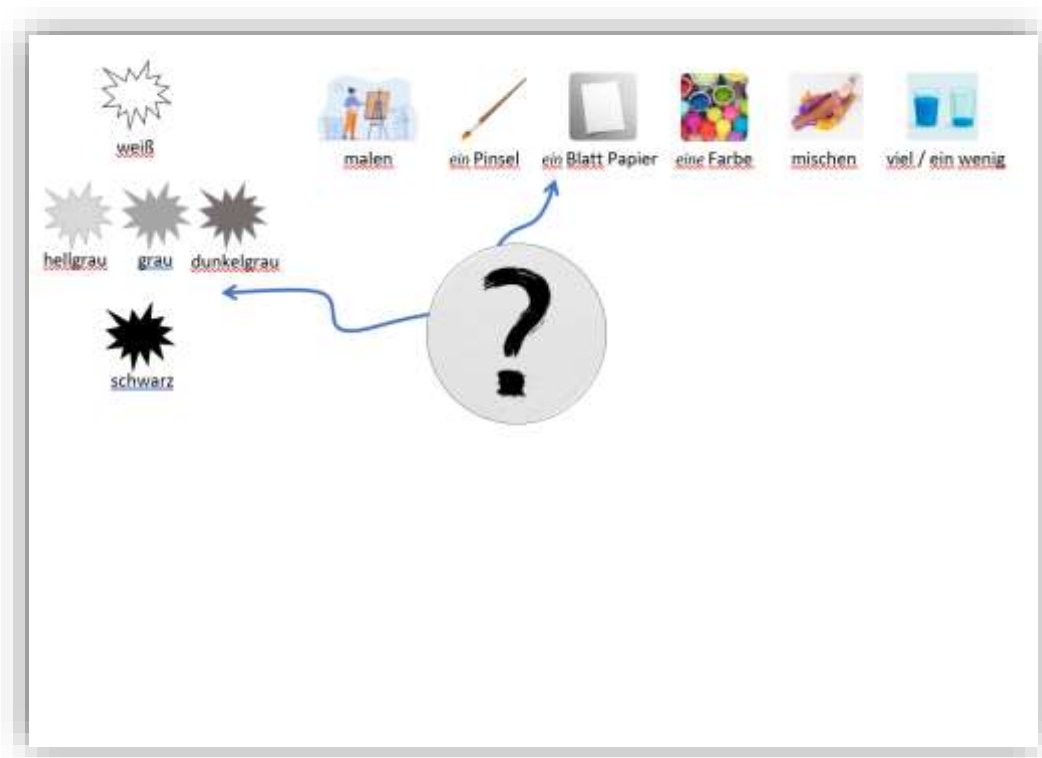 weiß
malen
ein Pinsel
ein Blatt Papier
eine Farbe
mischen
viel / ein wenig
hellgrau
grau
dunkelgrau
schwarz
?